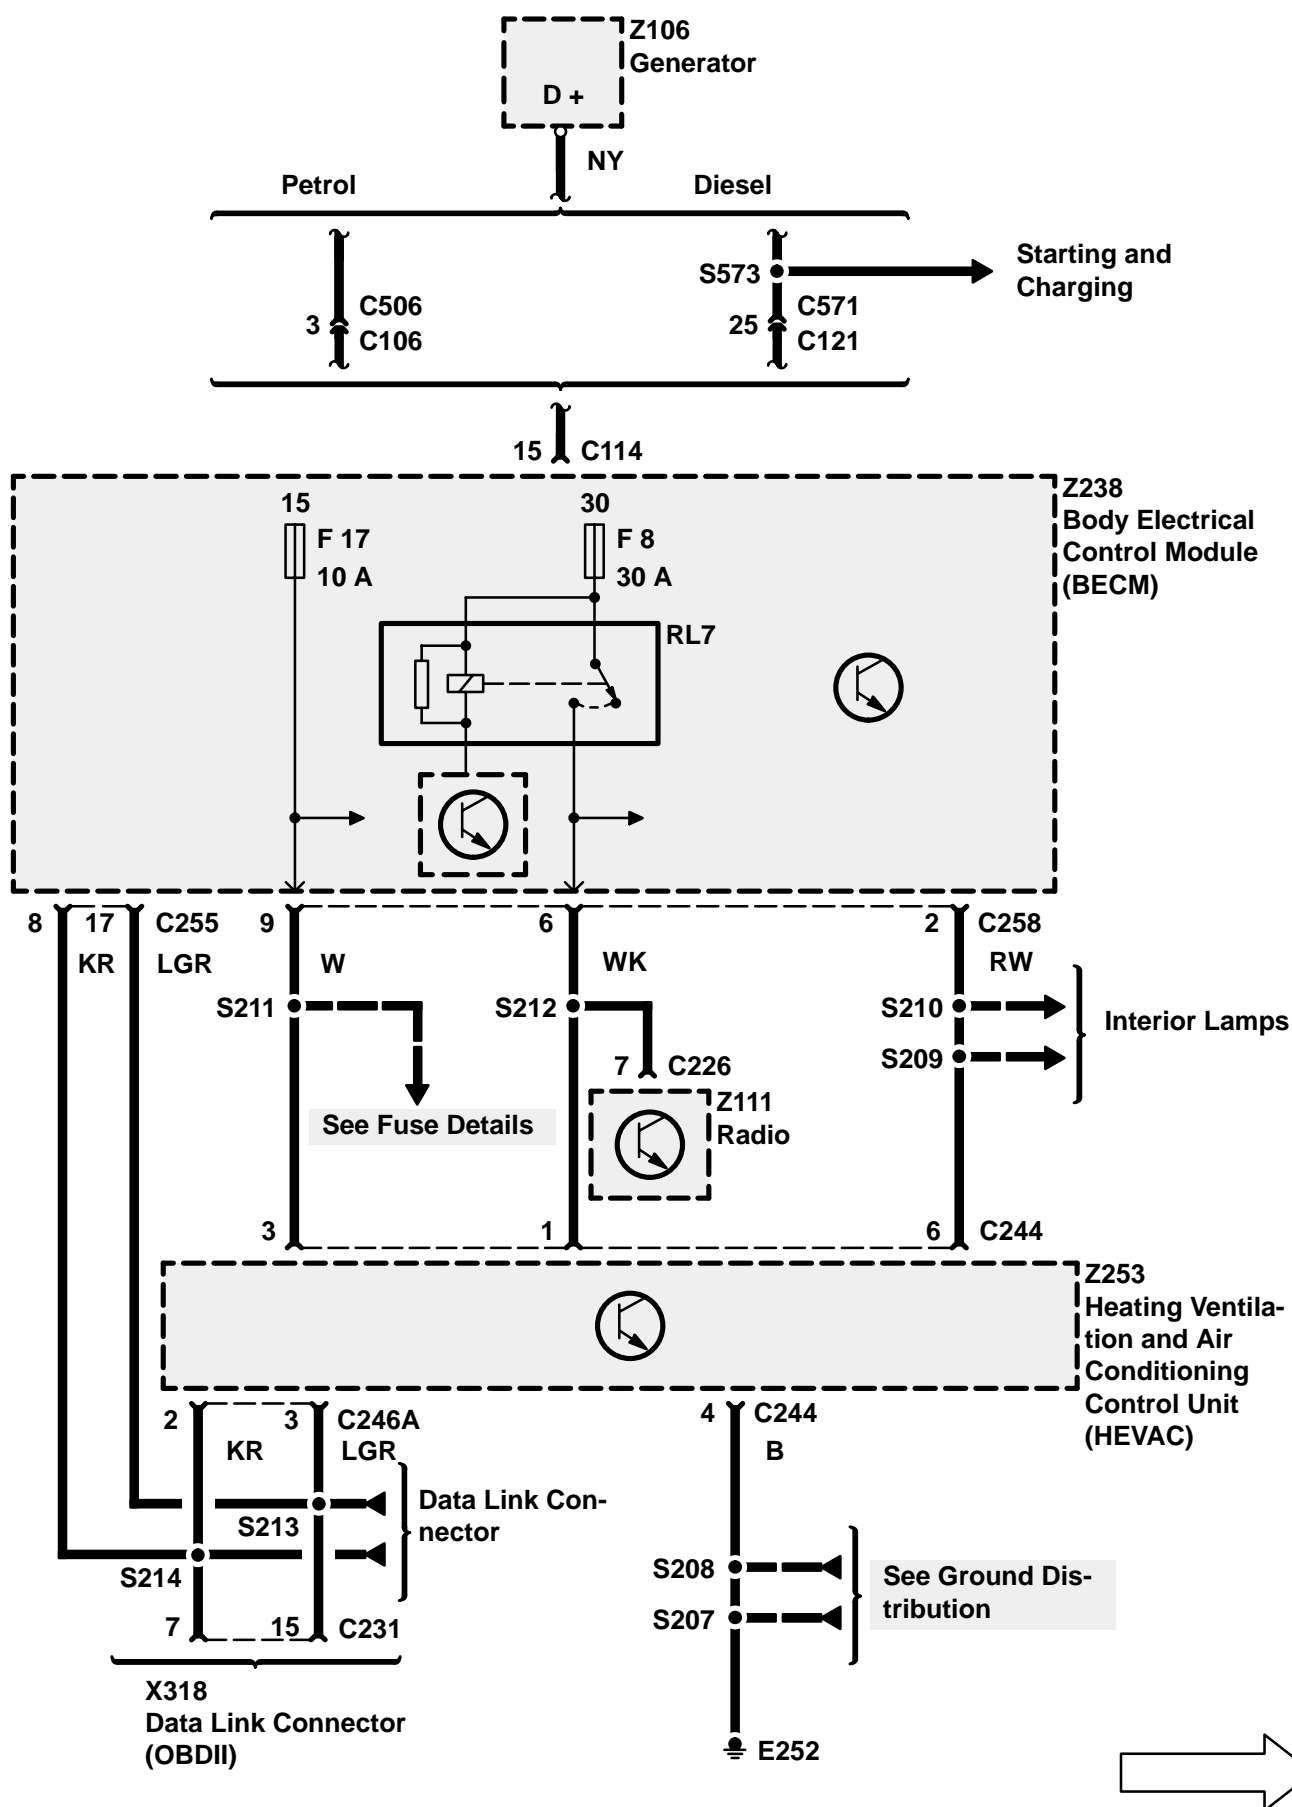 Z106
Generator
D +
NY
Petrol
Diesel
S573
Starting and
Charging
3
C506
C106
25
C571
C121
15
C114
Z238
Body Electrical
Control Module
(BECM)
15
F 17
10 A
30
F 8
30 A
RL7
8
17
C255
9
6
2
C258
KR
LGR
W
WK
RW
S211
S212
S210
S209
Interior Lamps
7
C226
See Fuse Details
Z111
Radio
3
1
6
C244
Z253
Heating Ventila-
tion and Air
Conditioning
Control Unit
(HEVAC)
2
3
C246A
KR
LGR
4
C244
B
Data Link Con-
nector
S213
S214
S208
S207
See Ground Dis-
tribution
7
15
C231
X318
Data Link Connector
(OBDII)
E252